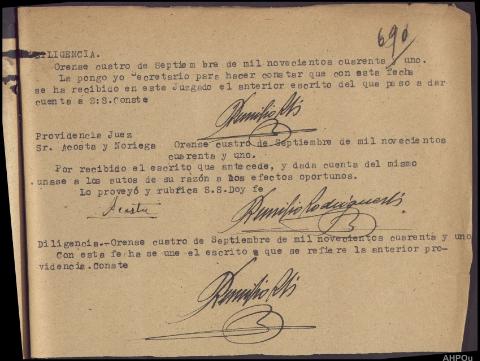 690
DILIGENCIA.
Orense cuatro de Septiem bre de mil novecientos cuarenta y uno.
La pongo yo Secretario para hacer constar que con esta fecha
se ha recibido en este Juzgado el anterior escrito del que paso a dar
cuenta a S:S.Conste
Providencia Juez
Sr. Acosta y Noriega Orense cuatro de Septiembre de mil novecientos
cuarenta y uno.
Por recibido el escrito que antecede, y dada cuenta del mismo
unase a los autos de su razón a los efectos oportunos.
Lo proveyó y rubrica S.S.Doy fe
Acosta
Diligencia.-Orense cuatro de Septiembre de mil novecientos cuarenta y uno
Con esta fecha se une el escrito a que se refiere la anterior pro-
videncia.Conste
AHPOu